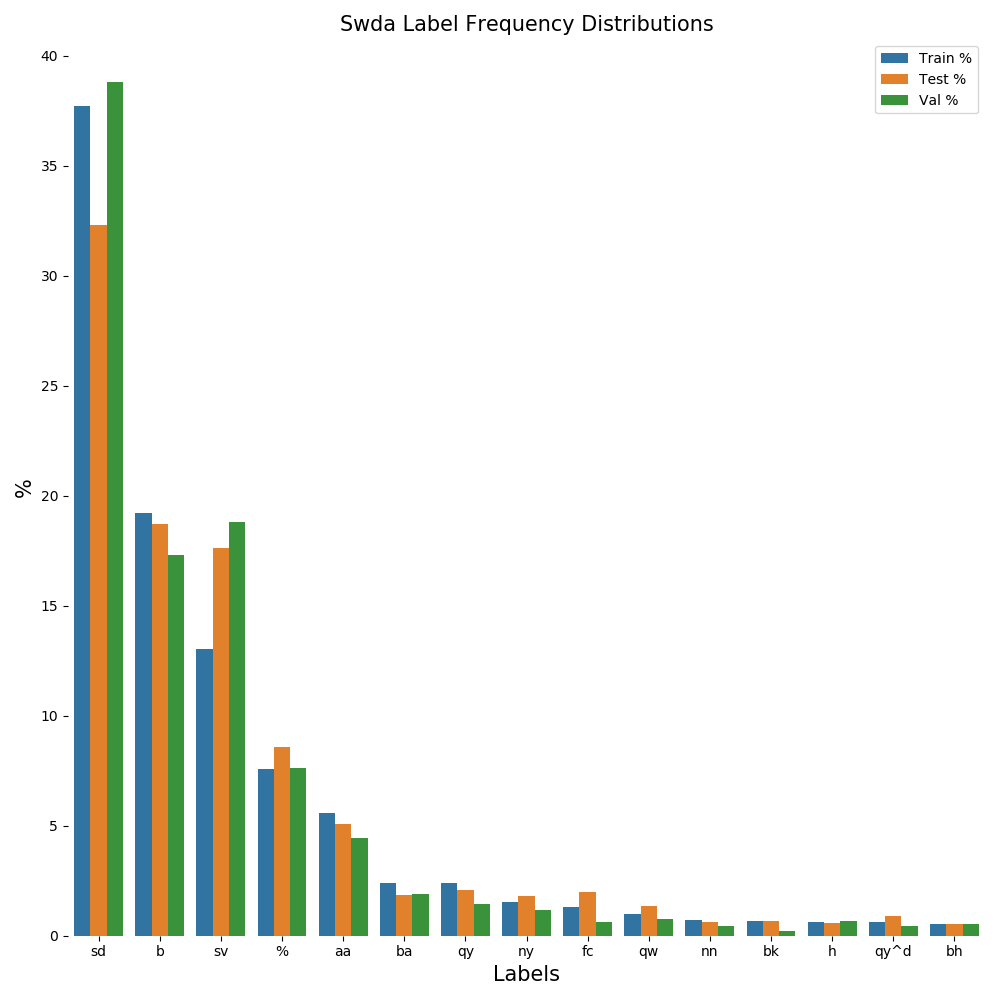 Swda Label Frequency Distributions
Train %
Test %
Val %
40
35
30
25
20
15
10
5
0
%
sd b sv % aa ba qy ny fc qw nn bk h qy^d bh
Labels